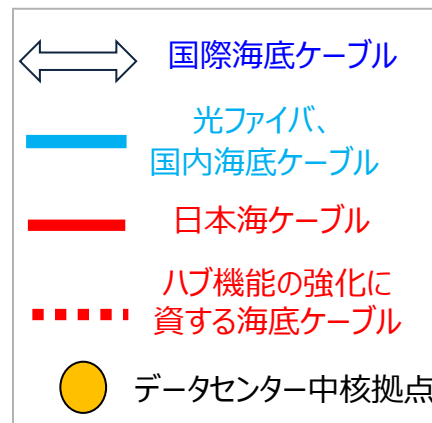 国際海底ケーブル
光ファイバ、
国内海底ケーブル
日本海ケーブル
ハブ機能の強化に
資する海底ケーブル
データセンター中核拠点